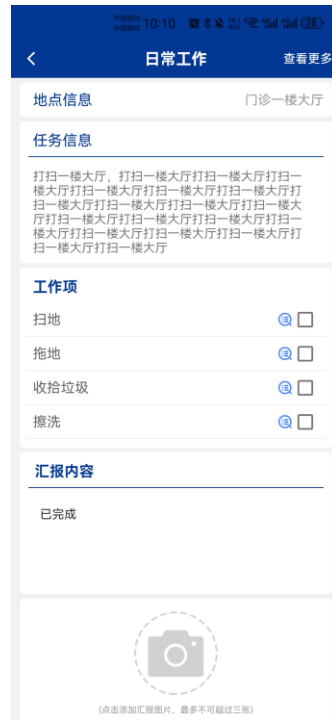 中国移动
中国移动
10:10
78
日常工作
查看更多
地点信息
门诊一楼大厅
任务信息
打扫一楼大厅，打扫一楼大厅打扫一楼大厅打扫一
楼大厅打扫一楼大厅打扫一楼大厅打扫一楼大厅打
扫一楼大厅打扫一楼大厅打扫一楼大厅打扫一楼大
厅打扫一楼大厅打扫一楼大厅打扫一楼大厅打扫一
楼大厅打扫一楼大厅打扫一楼大厅打扫一楼大厅打
扫一楼大厅打扫一楼大厅
工作项
扫地
拖地
收拾垃圾
擦洗
汇报内容
已完成
(点击添加汇报图片，最多不可超过三张)